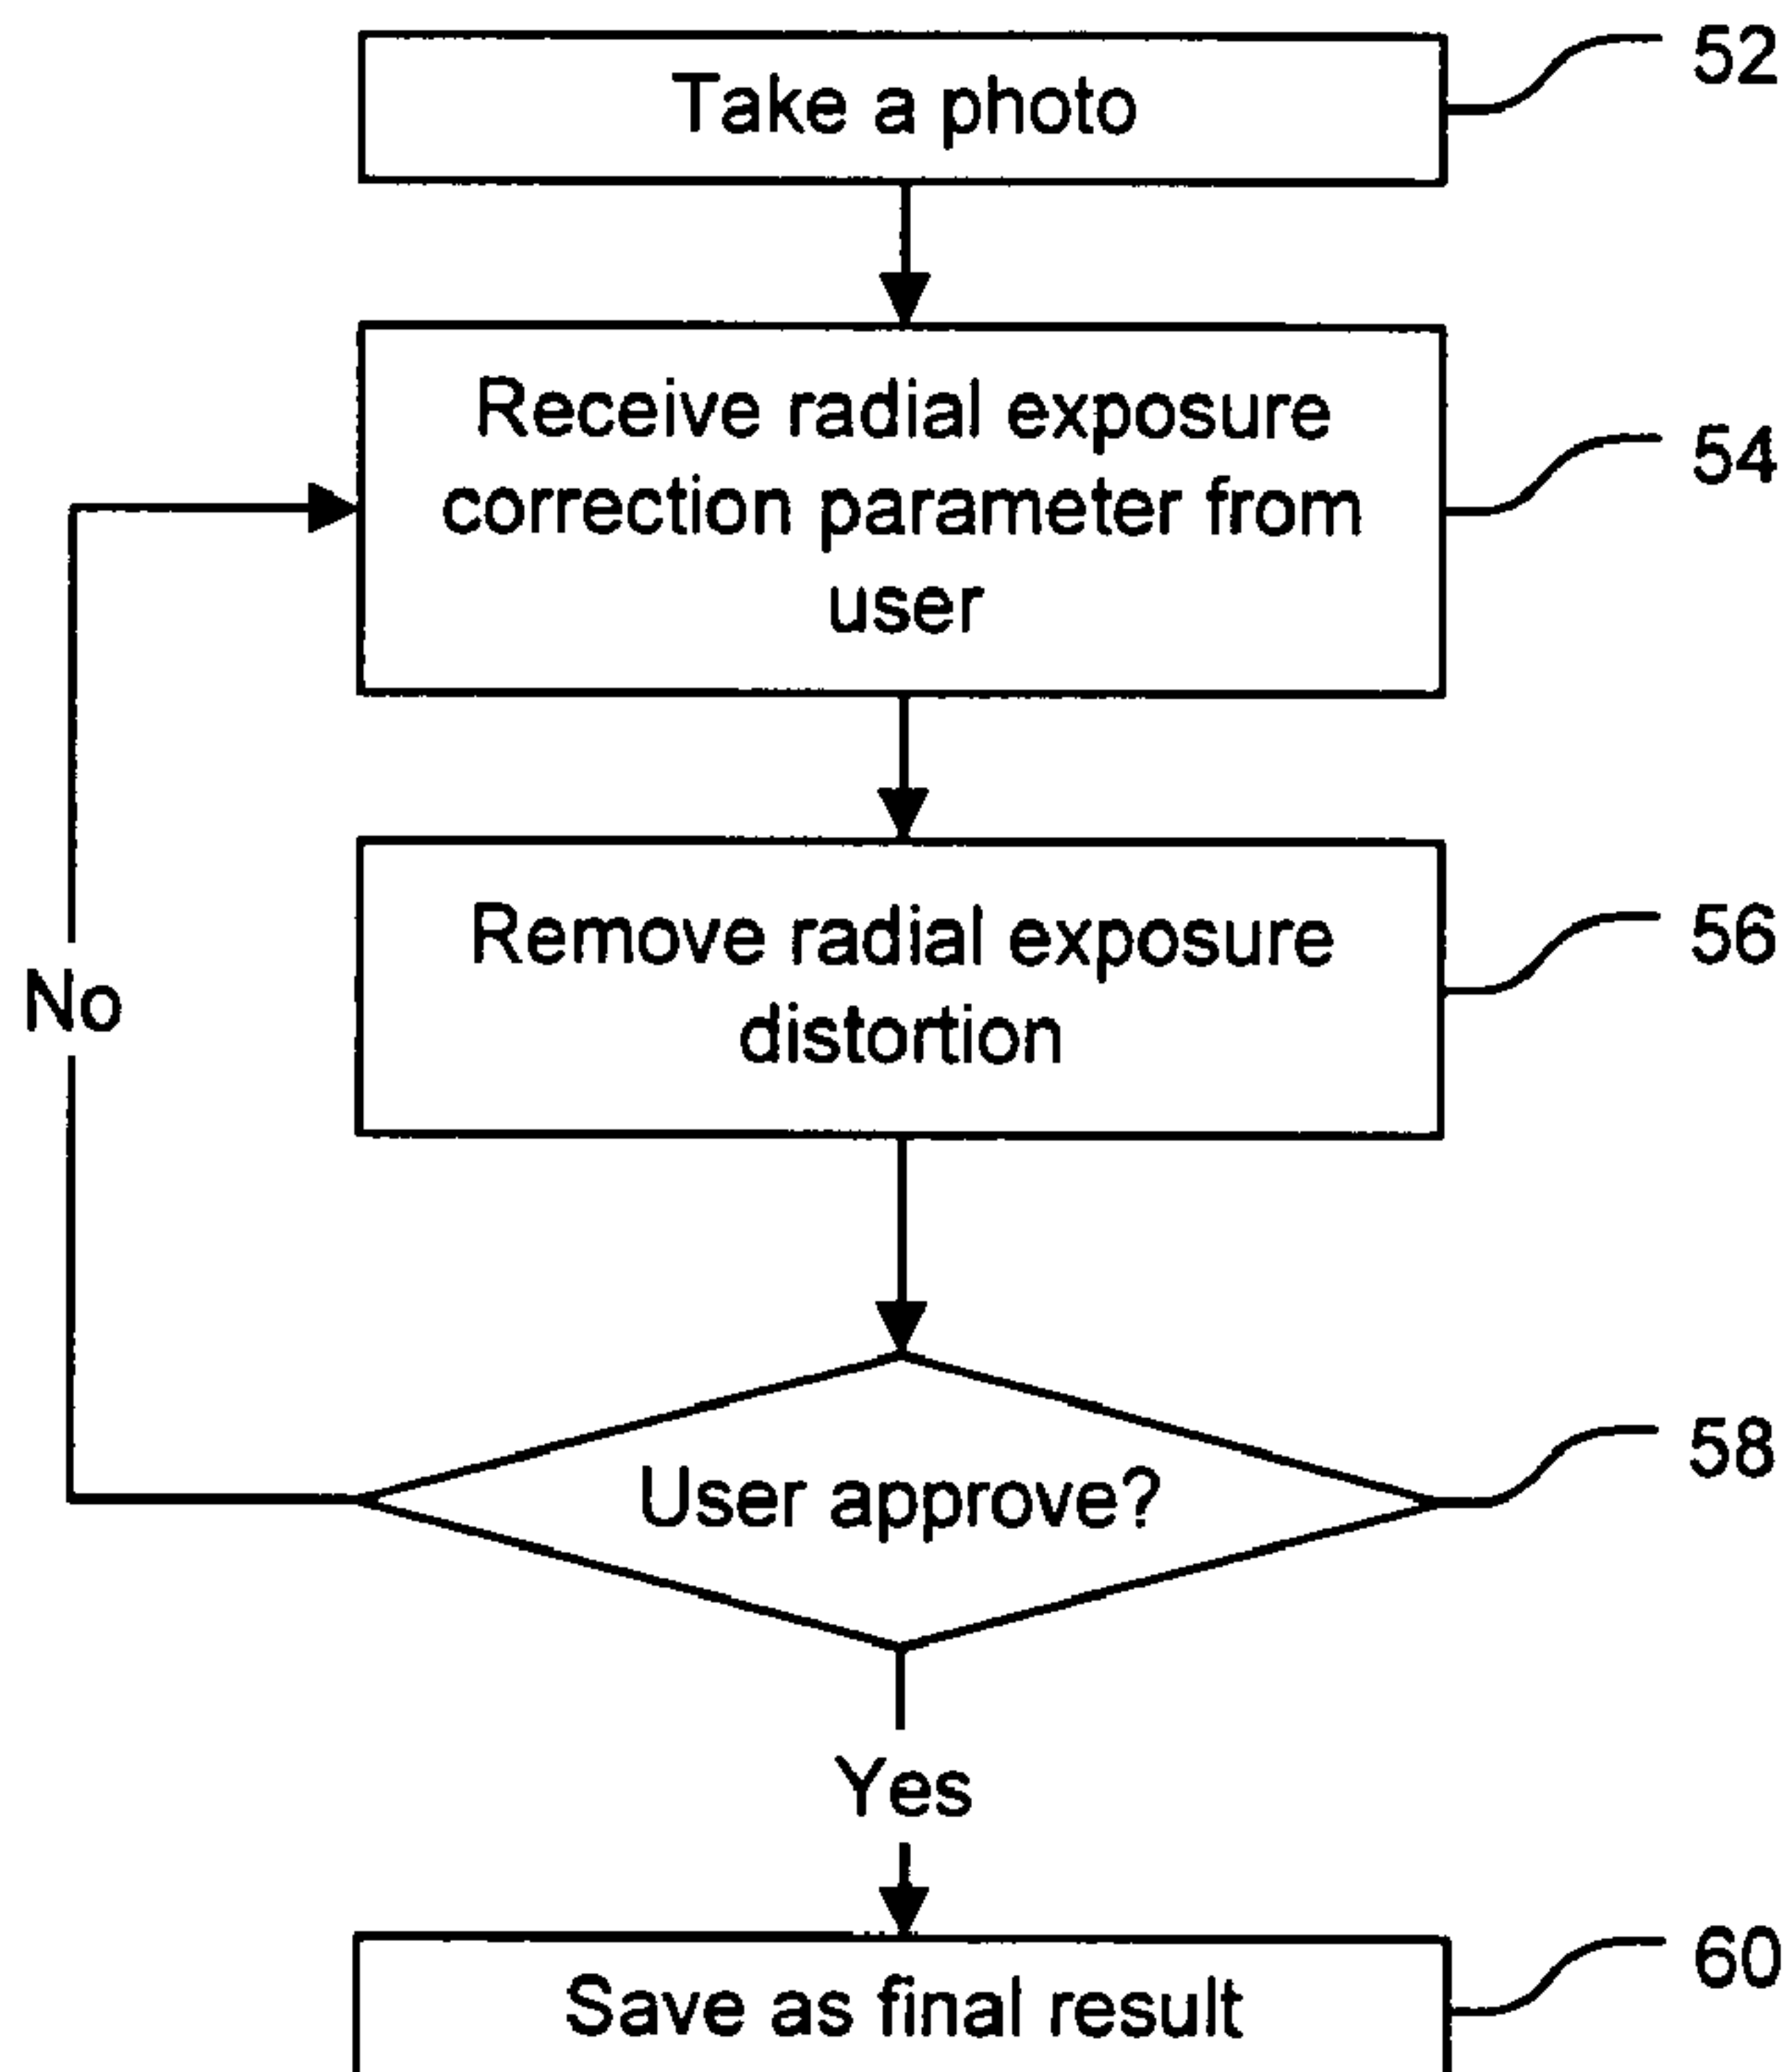 Take a photo
52
Receive radial exposure
correction parameter from
user
54
Remove radial exposure
distortion
56
No
User approve?
58
Yes
Save as final result
60